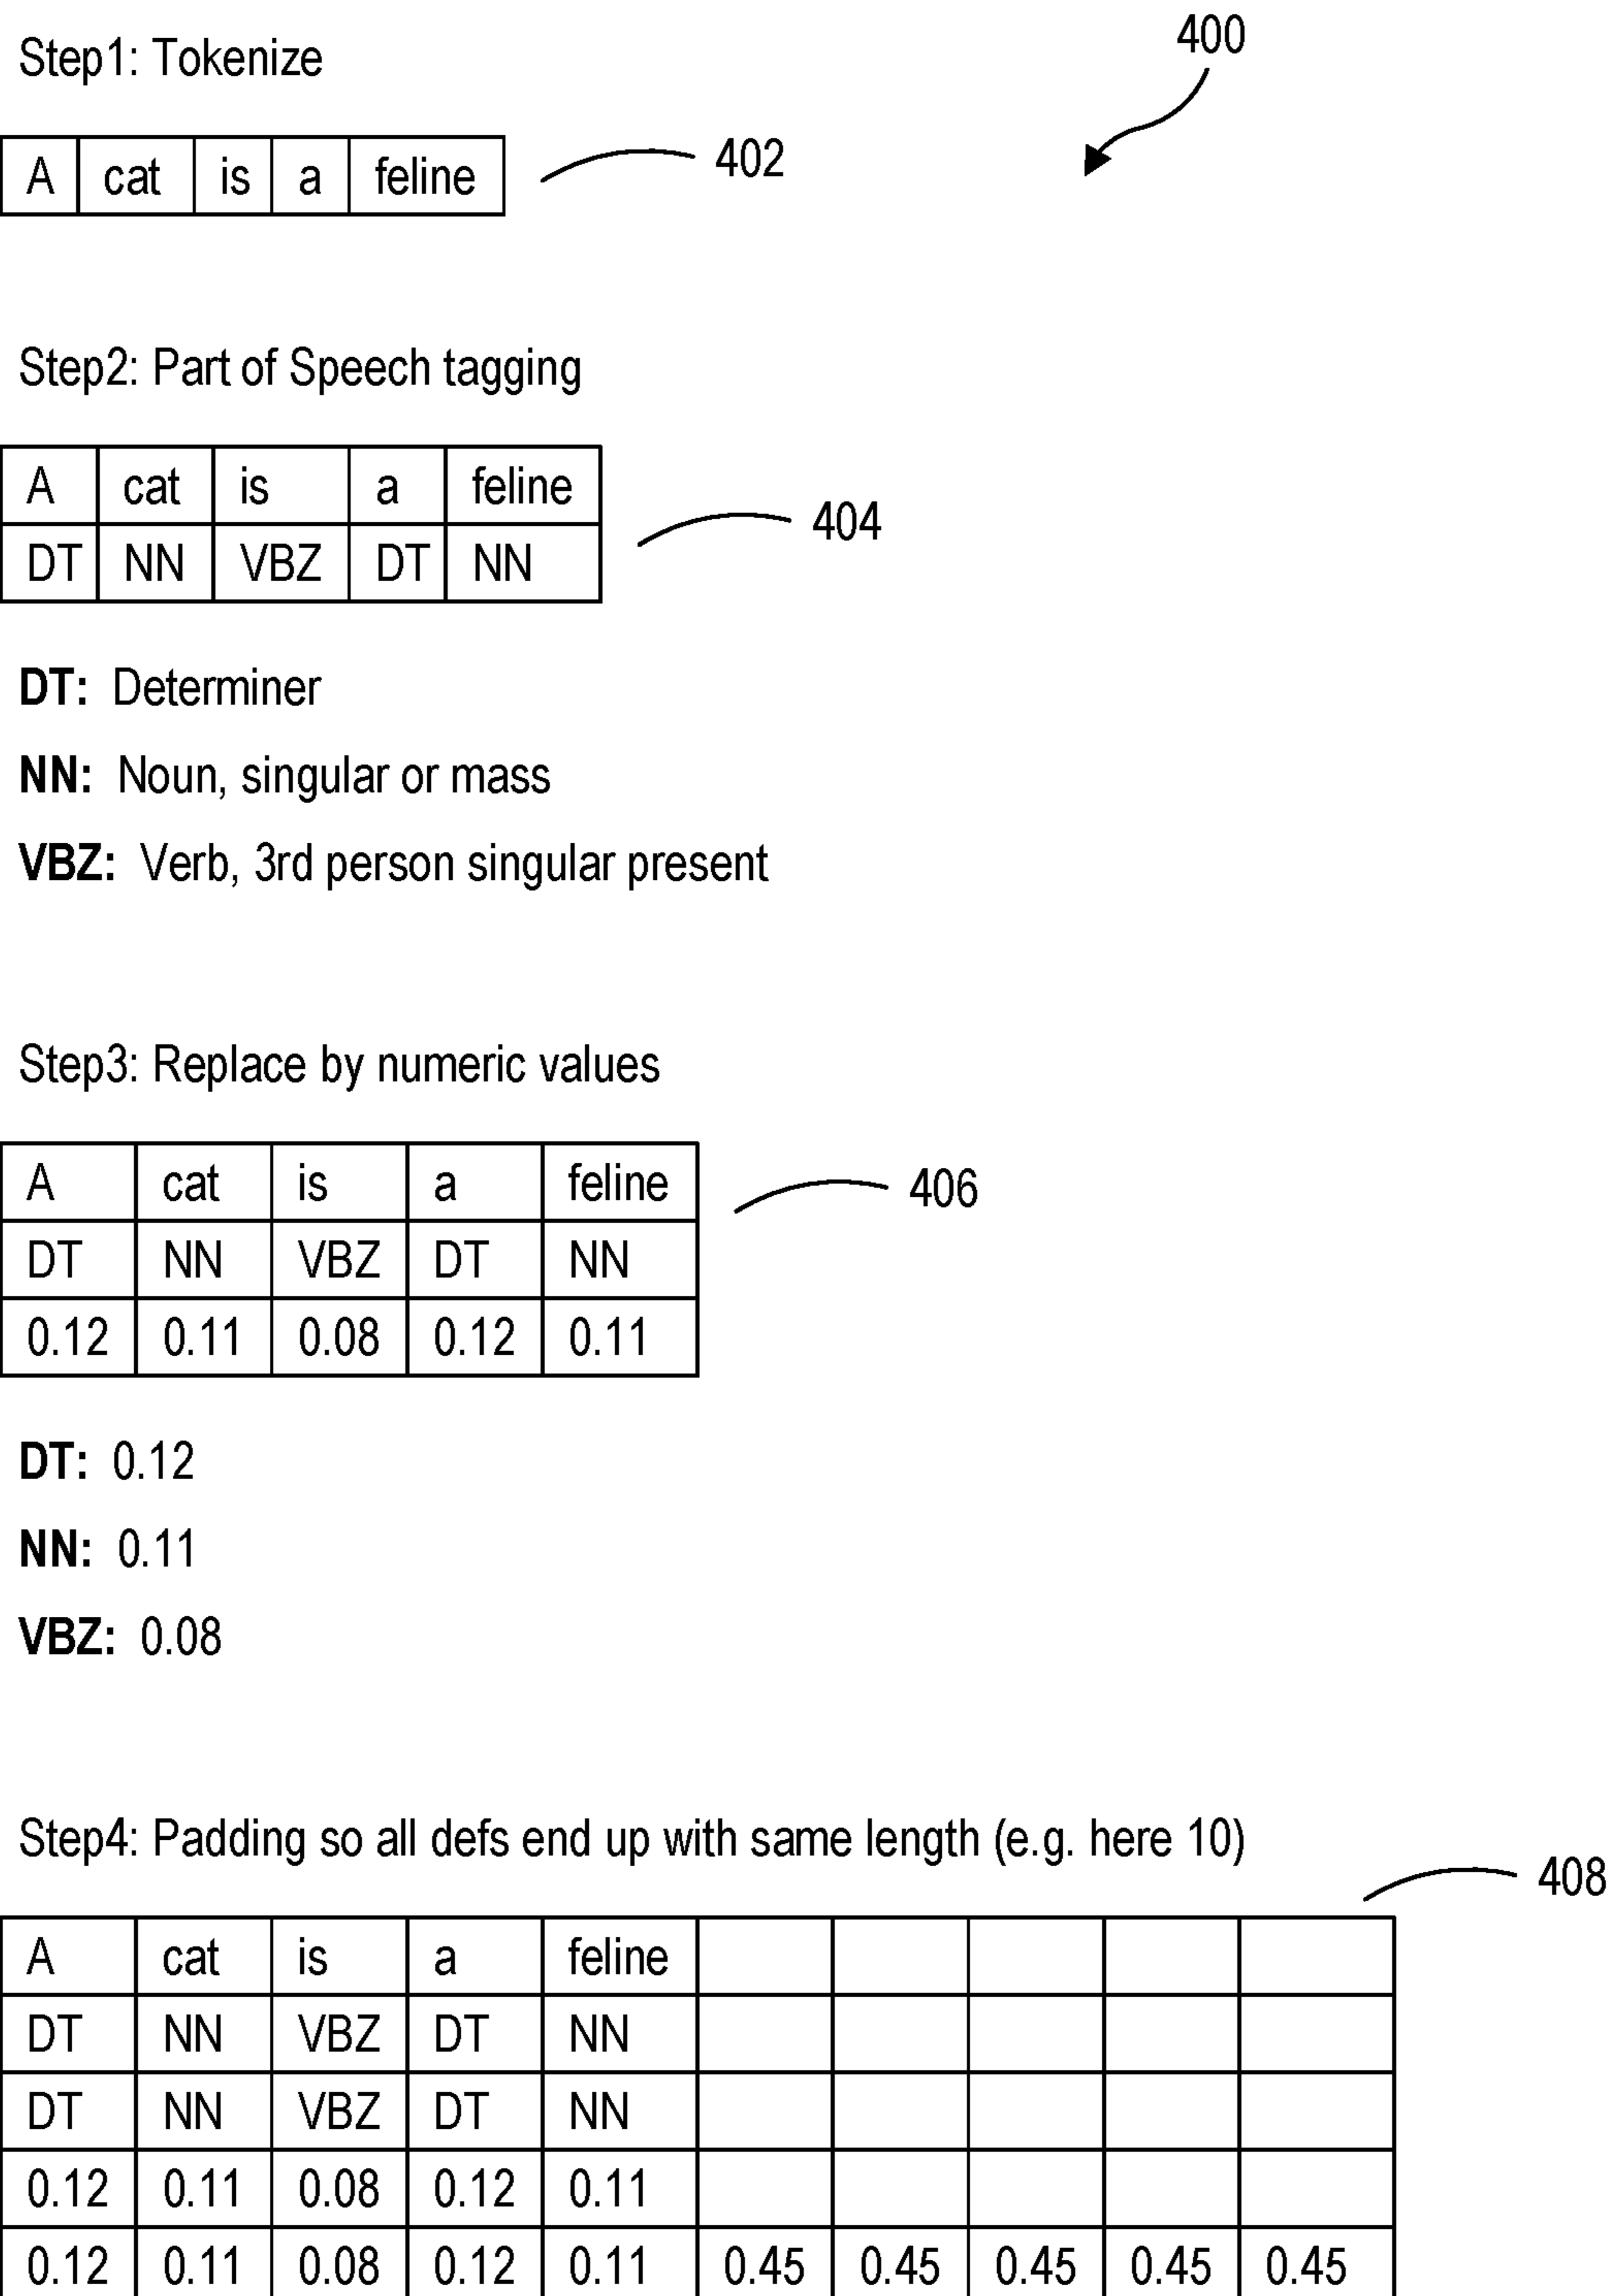 Step1: Tokenize
400
A cat is a feline
402
Step2: Part of Speech tagging
A cat is a feline
DT NN VBZ DT NN
404
DT: Determiner
NN: Noun, singular or mass
VBZ: Verb, 3rd person singular present
Step3: Replace by numeric values
A cat is a feline
406
DT NN VBZ DT NN
0.12 0.11 0.08 0.12 0.11
DT: 0.12
NN: 0.11
VBZ: 0.08
Step4: Padding so all defs end up with same length (e.g. here 10)
408
A cat is a feline
DT NN VBZ DT NN
DT NN VBZ DT NN
0.12 0.11 0.08 0.12 0.11
0.12 0.11 0.08 0.12 0.11 0.45 0.45 0.45 0.45 0.45